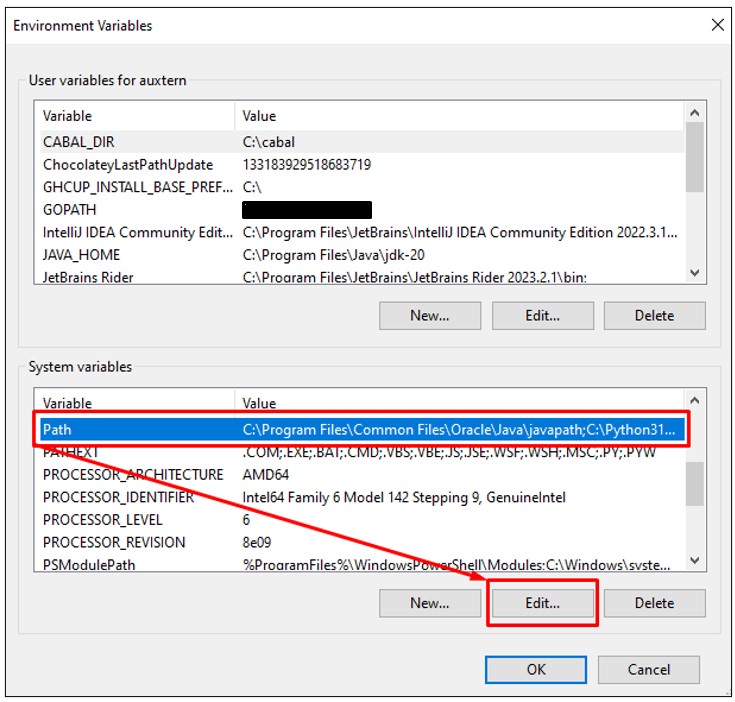 Environment Variables
User variables for auxtern
Variable Value
CABAL_DIR C:\cabal
ChocolateyLastPathUpdate 133183929518683719
GHCUP_INSTALL_BASE_PREF... C:\
GOPATH
IntelliJ IDEA Community Edit... C:\Program Files\JetBrains\IntelliJ IDEA Community Edition 2022.3.1...
JAVA_HOME C:\Program Files\Java\jdk-20
JetBrains Rider C:\Program Files\JetBrains\JetBrains Rider 2023.2.1\bin;
New... Edit... Delete
System variables
Variable Value
Path C:\Program Files\Common Files\Oracle\Java\javapath;C:\Python31...
PATHEXT .COM;.EXE;.BAT;.CMD;.VBS;.VBE;.JS;.JSE;.WSF;.WSH;.MSC;.PY;.PYW
PROCESSOR_ARCHITECTURE AMD64
PROCESSOR_IDENTIFIER Intel64 Family 6 Model 142 Stepping 9, GenuineIntel
PROCESSOR_LEVEL 6
PROCESSOR_REVISION 8e09
PSModulePath %ProgramFiles%\WindowsPowerShell\Modules;C:\Windows\syste...
New... Edit... Delete
OK Cancel